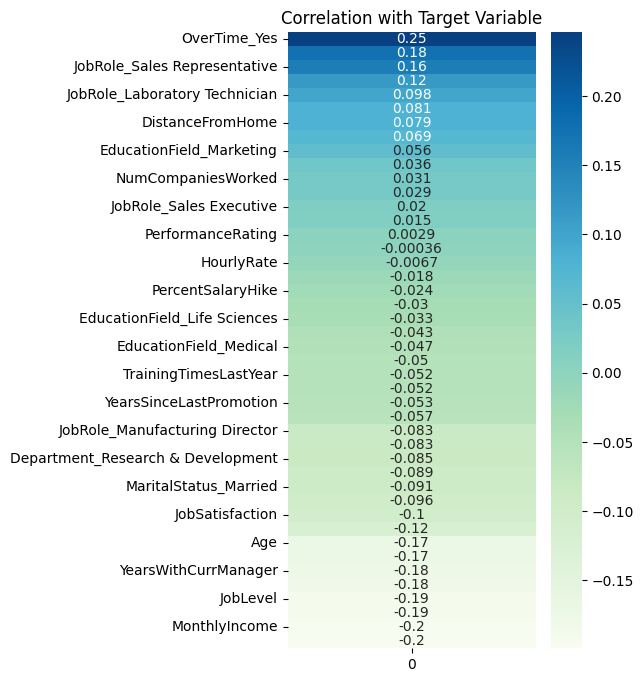 Correlation with Target Variable
OverTime_Yes
0.25
0.18
JobRole_Sales Representative
0.16
0.12
JobRole_Laboratory Technician
0.098
0.081
DistanceFromHome
0.079
0.069
EducationField_Marketing
0.056
0.036
NumCompaniesWorked
0.031
0.029
JobRole_Sales Executive
0.02
0.015
PerformanceRating
0.0029
-0.00036
HourlyRate
-0.0067
-0.018
PercentSalaryHike
-0.024
-0.03
EducationField_Life Sciences
-0.033
-0.043
EducationField_Medical
-0.047
-0.05
TrainingTimesLastYear
-0.052
-0.052
YearsSinceLastPromotion
-0.053
-0.057
JobRole_Manufacturing Director
-0.083
-0.083
Department_Research & Development
-0.085
-0.089
MaritalStatus_Married
-0.091
-0.096
JobSatisfaction
-0.1
-0.12
Age
-0.17
-0.17
YearsWithCurrManager
-0.18
-0.18
JobLevel
-0.19
-0.19
MonthlyIncome
-0.2
-0.2
0
0.20
0.15
0.10
0.05
0.00
−0.05
−0.10
−0.15